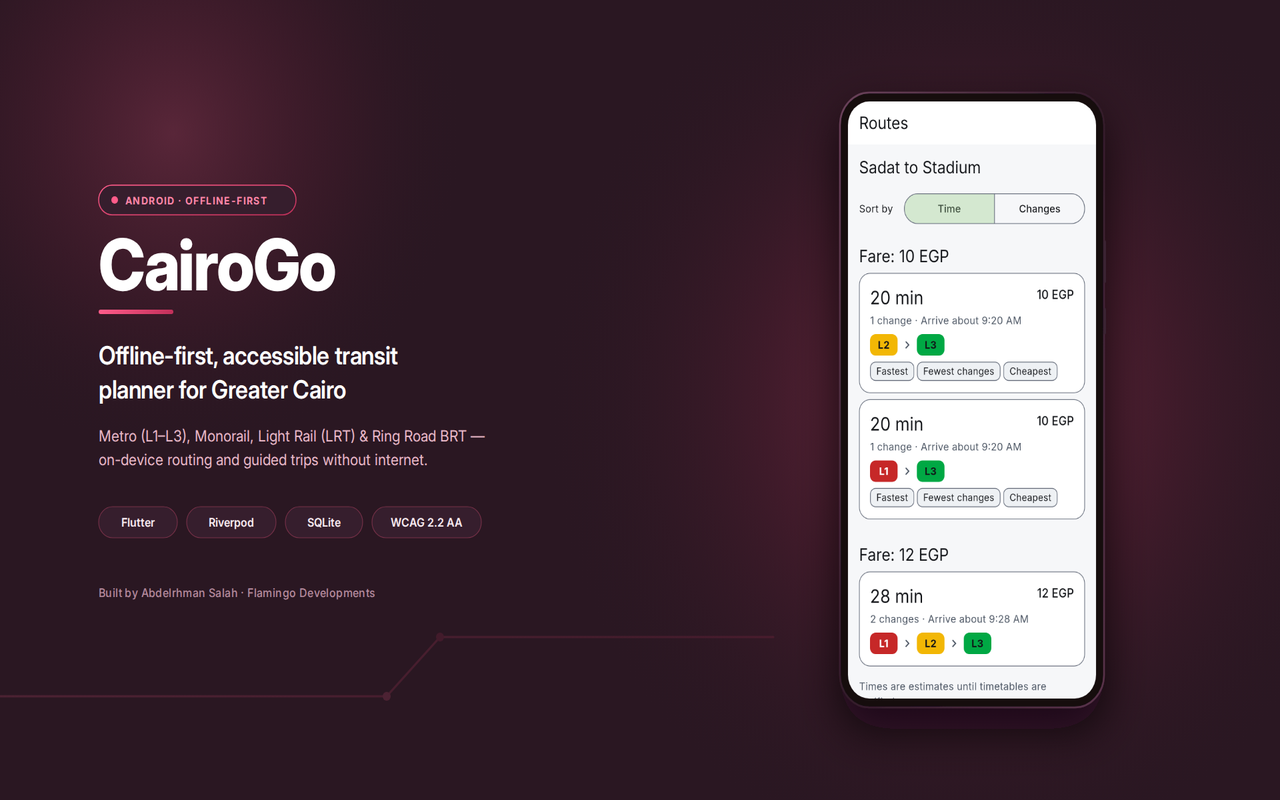 ANDROID · OFFLINE-FIRST
CairoGo
Offline-first, accessible transit
planner for Greater Cairo
Metro (L1–L3), Monorail, Light Rail (LRT) & Ring Road BRT —
on-device routing and guided trips without internet.
Flutter Riverpod SQLite WCAG 2.2 AA
Built by Abdelrhman Salah · Flamingo Developments
Routes
Sadat to Stadium
Sort by Time Changes
Fare: 10 EGP
20 min 10 EGP
1 change · Arrive about 9:20 AM
L2 > L3
Fastest Fewest changes Cheapest
20 min 10 EGP
1 change · Arrive about 9:20 AM
L1 > L3
Fastest Fewest changes Cheapest
Fare: 12 EGP
28 min 12 EGP
2 changes · Arrive about 9:28 AM
L1 > L2 > L3
Times are estimates until timetables are